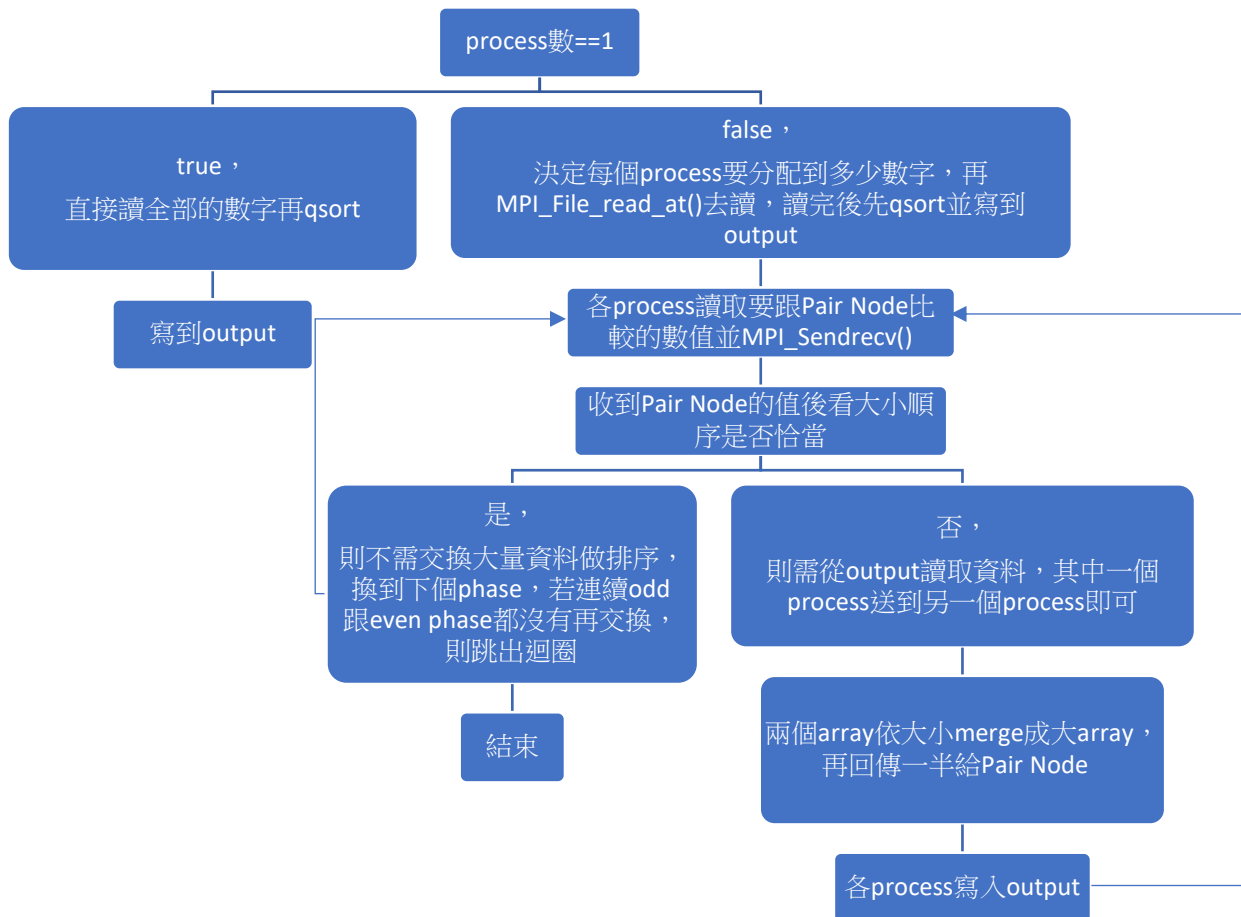 process數==1
true，
直接讀全部的數字再qsort
false，
決定每個process要分配到多少數字，再
MPI_File_read_at()去讀，讀完後先qsort並寫到
output
寫到output
各process讀取要跟Pair Node比
較的數值並MPI_Sendrecv()
收到Pair Node的值後看大小順
序是否恰當
是，
則不需交換大量資料做排序，
換到下個phase，若連續odd
跟even phase都沒有再交換，
則跳出迴圈
否，
則需從output讀取資料，其中一個
process送到另一個process即可
結束
兩個array依大小merge成大array，
再回傳一半給Pair Node
各process寫入output